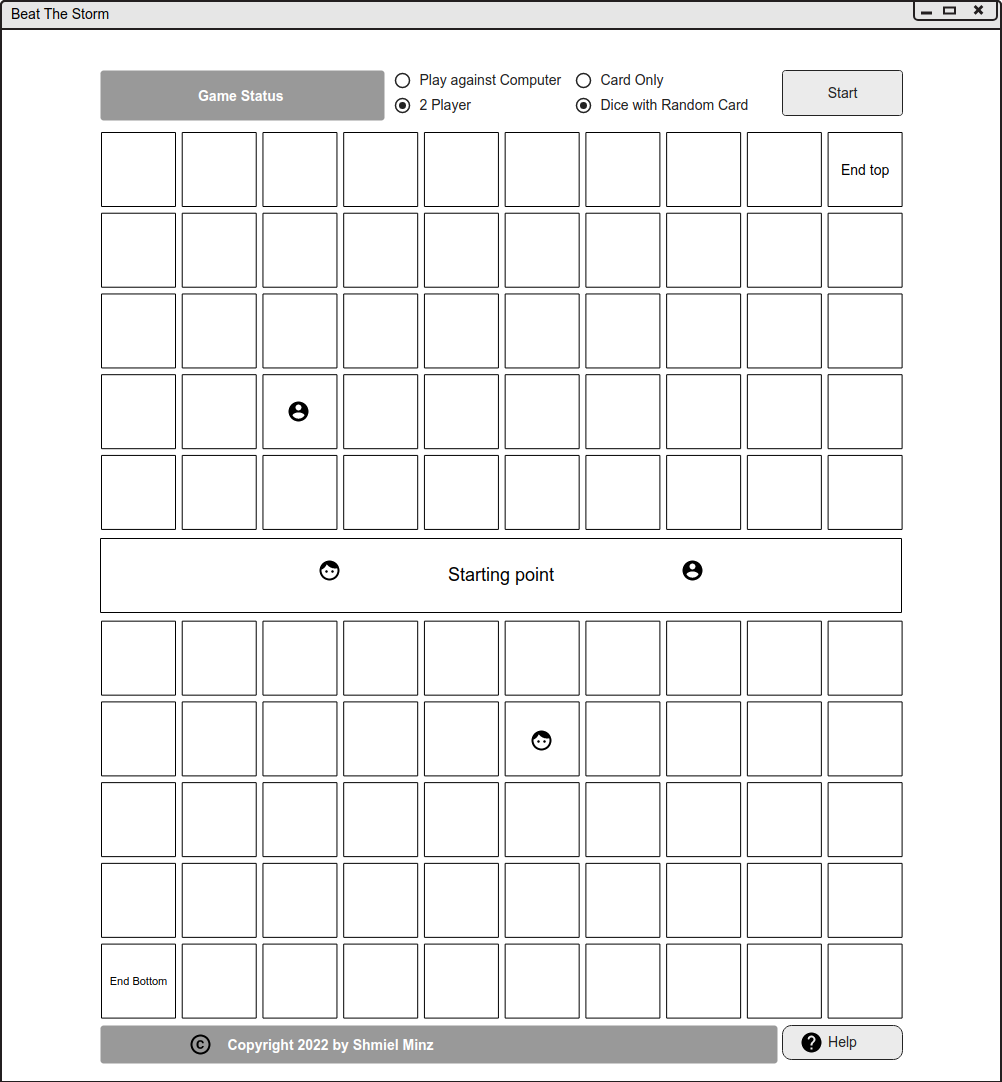 Beat The Storm
Game Status
Play against Computer
Card Only
2 Player
Dice with Random Card
Start
End top
Starting point
End Bottom
© Copyright 2022 by Shmiel Minz
? Help